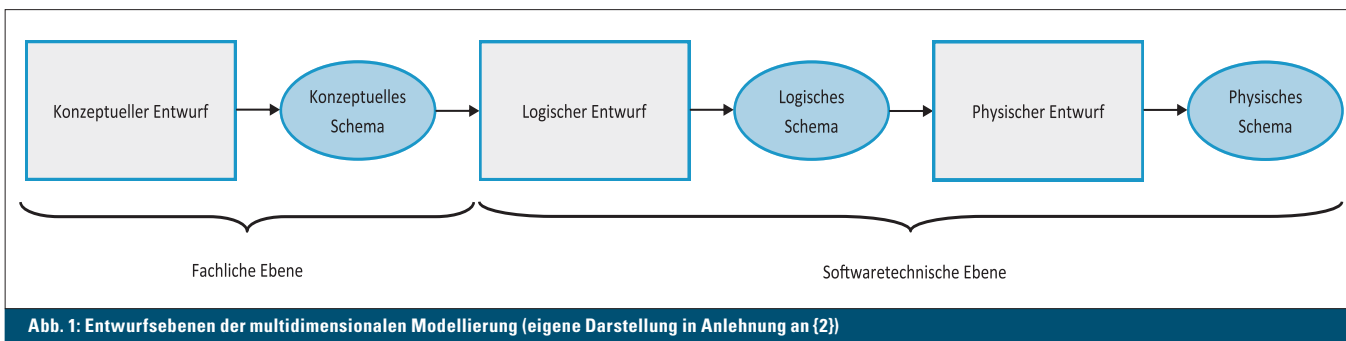 Konzeptueller Entwurf
Konzeptuelles
Schema
Logischer Entwurf
Logisches
Schema
Physischer Entwurf
Physisches
Schema
Fachliche Ebene
Softwaretechnische Ebene
Abb. 1: Entwurfsebenen der multidimensionalen Modellierung (eigene Darstellung in Anlehnung an {2})